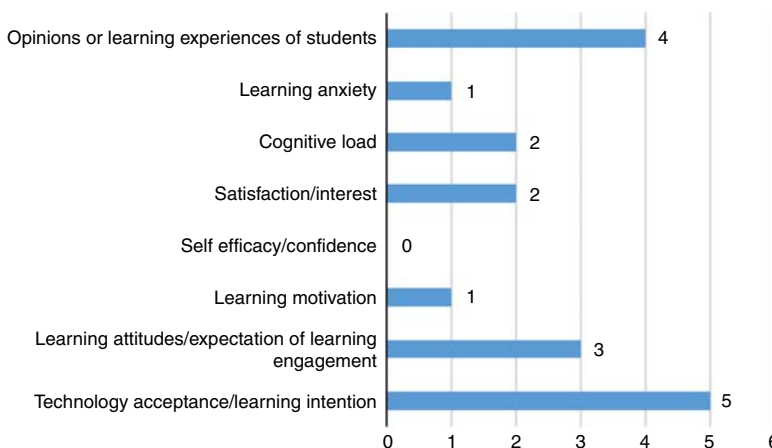 Opinions or learning experiences of students 4
Learning anxiety 1
Cognitive load 2
Satisfaction/interest 2
Self efficacy/confidence 0
Learning motivation 1
Learning attitudes/expectation of learning
engagement 3
Technology acceptance/learning intention 5
0 1 2 3 4 5 6